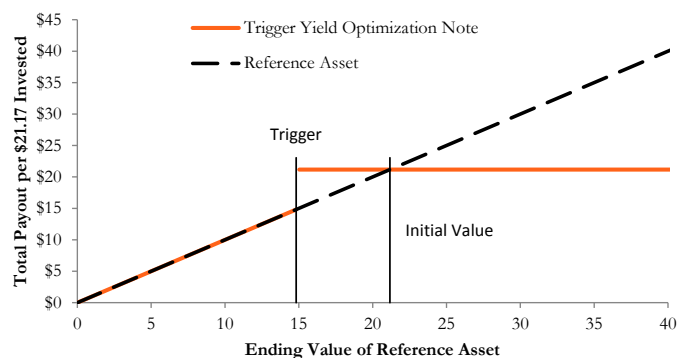 $45
$40
$35
$30
$25
$20
$15
$10
$5
$0
Total Payout per $21.17 Invested
Trigger Yield Optimization Note
Reference Asset
Trigger
Initial Value
0 5 10 15 20 25 30 35 40
Ending Value of Reference Asset